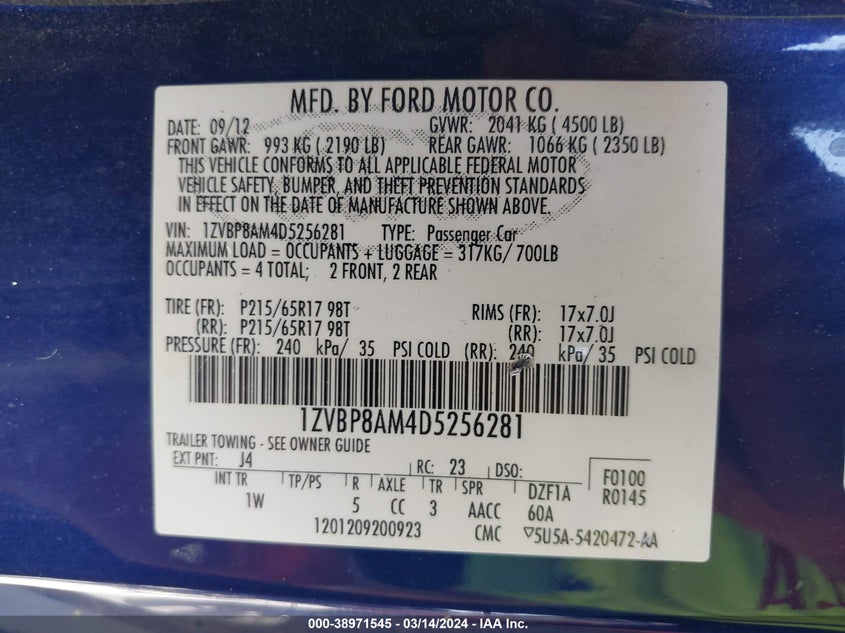 MFD. BY FORD MOTOR CO.
DATE: 09/12 GVWR: 2041 KG ( 4500 LB)
FRONT GAWR: 993 KG ( 2190 LB) REAR GAWR: 1066 KG ( 2350 LB)
THIS VEHICLE CONFORMS TO ALL APPLICABLE FEDERAL MOTOR
VEHICLE SAFETY, BUMPER, AND THEFT PREVENTION STANDARDS
IN EFFECT ON THE DATE OF MANUFACTURE SHOWN ABOVE.
VIN: 1ZVBP8AM4D5256281 TYPE: Passenger Car
MAXIMUM LOAD = OCCUPANTS + LUGGAGE = 317KG/ 700LB
OCCUPANTS = 4 TOTAL; 2 FRONT, 2 REAR
TIRE (FR): P215/65R17 98T RIMS (FR): 17x7.0J
(RR): P215/65R17 98T (RR): 17x7.0J
PRESSURE (FR): 240 kPa/ 35 PSI COLD (RR): 240 kPa/ 35 PSI COLD
1ZVBP8AM4D5256281
TRAILER TOWING - SEE OWNER GUIDE
EXT PNT: J4 RC: 23 DSO: F0100
INT TR TP/PS R AXLE TR SPR DZF1A R0145
1W 5 CC 3 AACC 60A
1201209200923 CMC ▽5U5A-5420472-AA
000-38971545 / 03/14/2024 / IAA Inc.